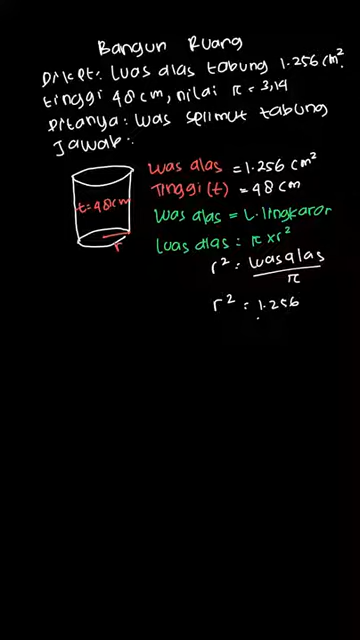 Bangun Ruang
Diket: Luas alas tabung 1.256 cm².
tinggi 48 cm, nilai π = 3,14
Ditanya: Luas selimut tabung
Jawab:
Luas alas = 1.256 cm²
Tinggi (t) = 48 cm
t = 48 cm
Luas alas = L. lingkaran
r
Luas alas = π x r²
r² = Luas alas
π
r² = 1.256